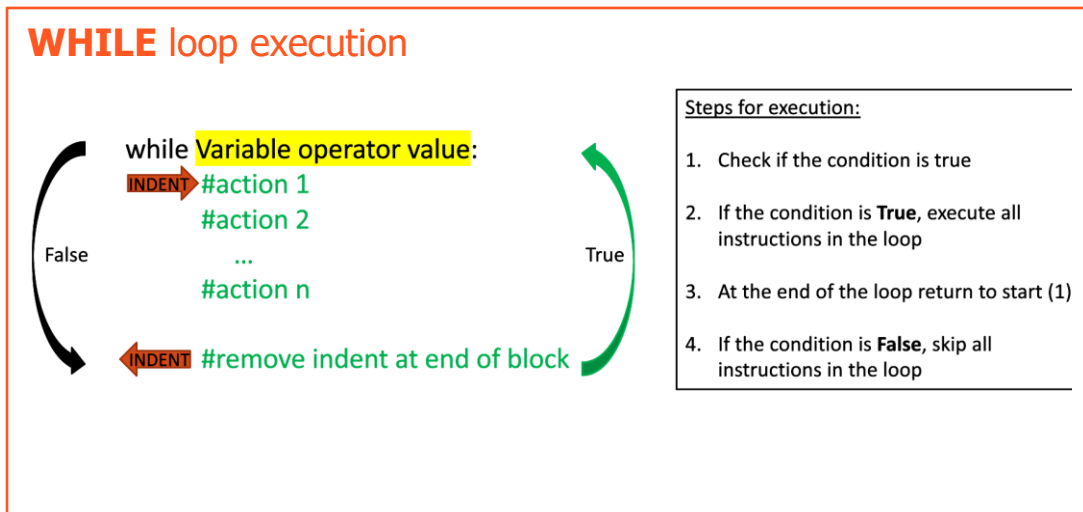 WHILE loop execution
while Variable operator value:
INDENT #action 1
#action 2
...
#action n
INDENT #remove indent at end of block
False
True
Steps for execution:
1. Check if the condition is true
2. If the condition is True, execute all
instructions in the loop
3. At the end of the loop return to start (1)
4. If the condition is False, skip all
instructions in the loop